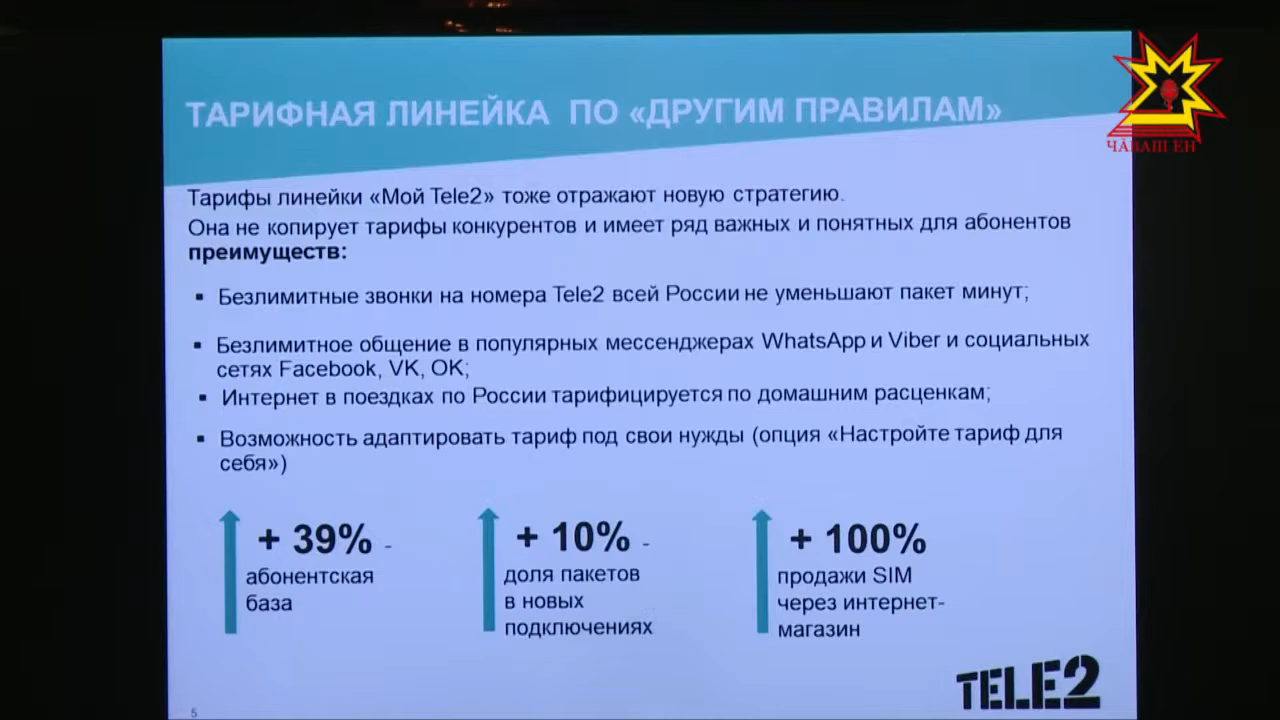 ТАРИФНАЯ ЛИНЕЙКА ПО «ДРУГИМ ПРАВИЛАМ»
ЧӐВАШ ЕН
Тарифы линейки «Мой Tele2» тоже отражают новую стратегию.
Она не копирует тарифы конкурентов и имеет ряд важных и понятных для абонентов
преимуществ:
▪ Безлимитные звонки на номера Tele2 всей России не уменьшают пакет минут;
▪ Безлимитное общение в популярных мессенджерах WhatsApp и Viber и социальных
сетях Facebook, VK, OK;
▪ Интернет в поездках по России тарифицируется по домашним расценкам;
▪ Возможность адаптировать тариф под свои нужды (опция «Настройте тариф для
себя»)
+ 39% -
абонентская
база
+ 10% -
доля пакетов
в новых
подключениях
+ 100%
продажи SIM
через интернет-
магазин
TELE2
5